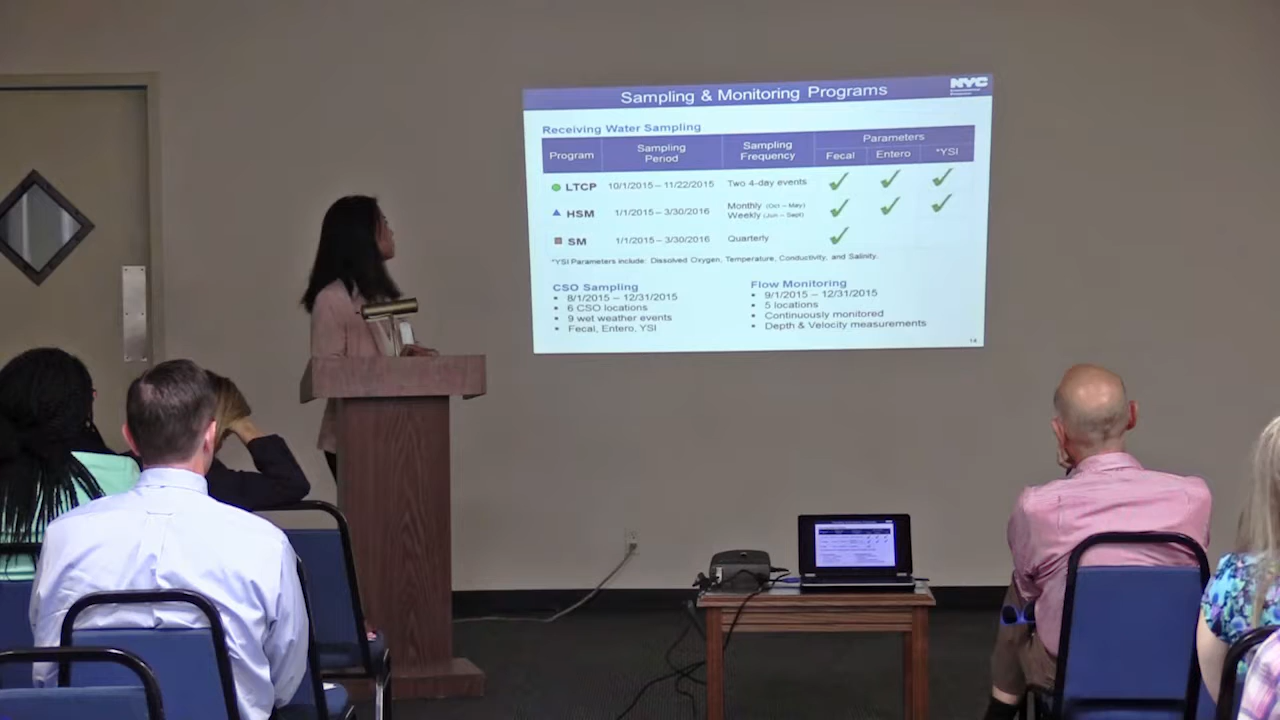 Sampling & Monitoring Programs
NYC
Environmental
Protection
Receiving Water Sampling
Program Sampling Period Sampling Frequency Parameters
Fecal Entero *YSI
LTCP 10/1/2015 – 11/22/2015 Two 4-day events ✓ ✓ ✓
HSM 1/1/2015 – 3/30/2016 Monthly (Oct – May) ✓ ✓ ✓
Weekly (Jun – Sept)
SM 1/1/2015 – 3/30/2016 Quarterly ✓
*YSI Parameters include: Dissolved Oxygen, Temperature, Conductivity, and Salinity.
CSO Sampling
▪ 8/1/2015 – 12/31/2015
▪ 6 CSO locations
▪ 9 wet weather events
▪ Fecal, Entero, YSI
Flow Monitoring
▪ 9/1/2015 – 12/31/2015
▪ 5 locations
▪ Continuously monitored
▪ Depth & Velocity measurements
14